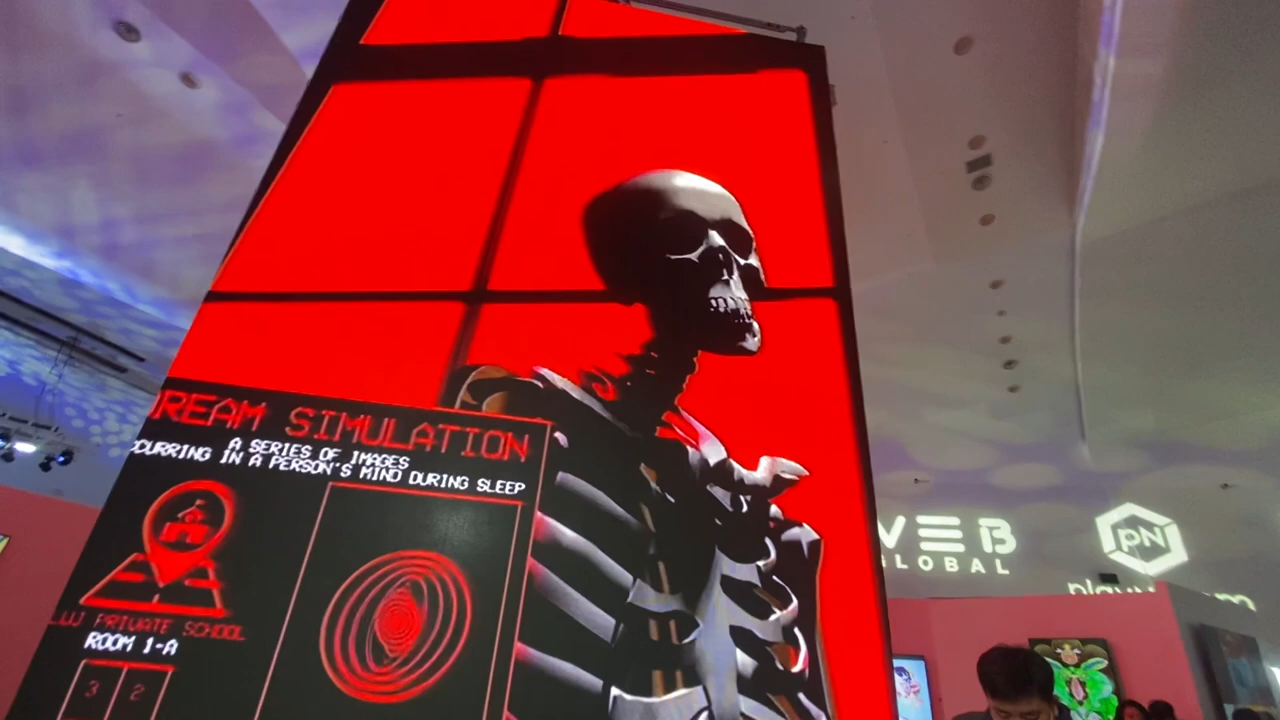 REAM SIMULATION
A SERIES OF IMAGES
CCURRING IN A PERSON'S MIND DURING SLEEP
PRIVATE SCHOOL
ROOM 1-A
3 2
VEB
GLOBAL
PN